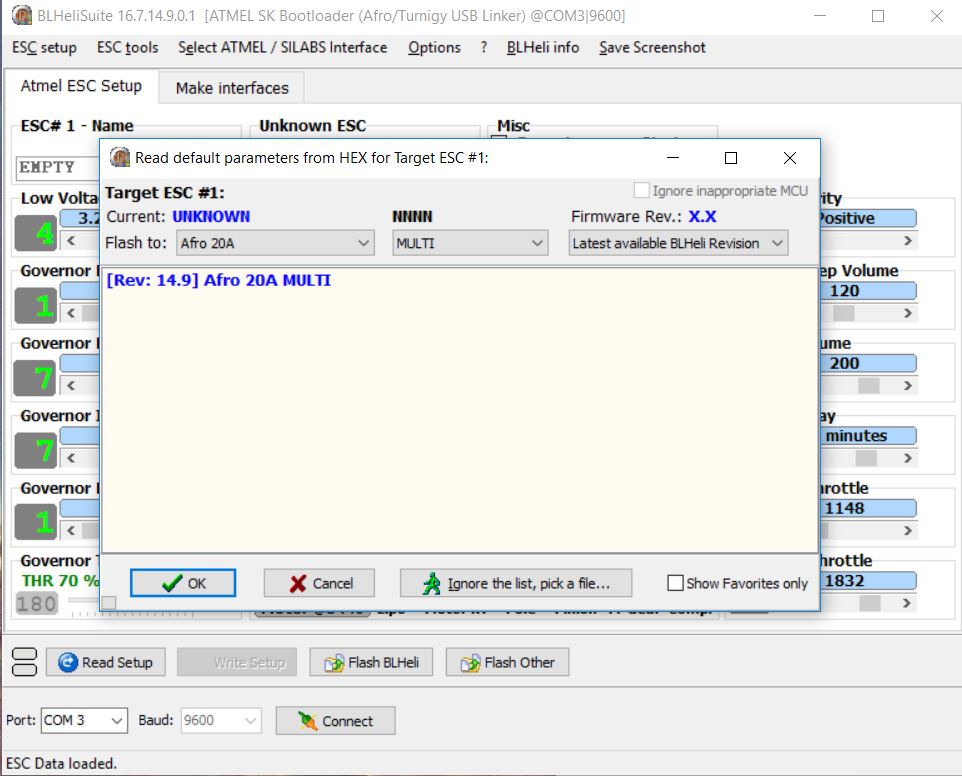 BLHeliSuite 16.7.14.9.0.1 [ATMEL SK Bootloader (Afro/Turnigy USB Linker) @COM3|9600]
ESC setup ESC tools Select ATMEL / SILABS Interface Options ? BLHeli info Save Screenshot
Atmel ESC Setup Make interfaces
ESC# 1 - Name Unknown ESC Misc
EMPTY
Read default parameters from HEX for Target ESC #1:
Target ESC #1: Ignore inappropriate MCU
Current: UNKNOWN NNNN Firmware Rev.: X.X
Flash to: Afro 20A MULTI Latest available BLHeli Revision
[Rev: 14.9] Afro 20A MULTI
OK Cancel Ignore the list, pick a file... Show Favorites only
Low Volta
4 3.2
Governor
1
Governor
7
Governor
7
Governor
1
Governor
THR 70 %
180
Positive
Volume
120
200
minutes
1148
1832
Read Setup Write Setup Flash BLHeli Flash Other
Port: COM 3 Baud: 9600 Connect
ESC Data loaded.